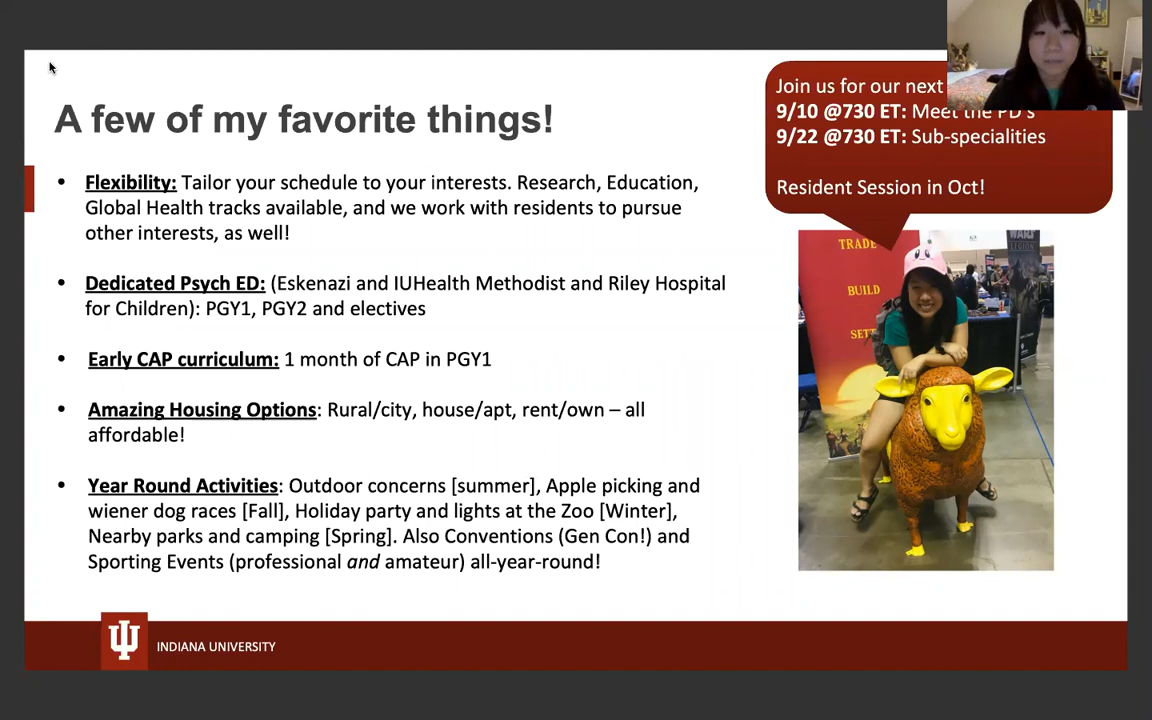 A few of my favorite things!
• Flexibility: Tailor your schedule to your interests. Research, Education,
Global Health tracks available, and we work with residents to pursue
other interests, as well!
• Dedicated Psych ED: (Eskenazi and IUHealth Methodist and Riley Hospital
for Children): PGY1, PGY2 and electives
• Early CAP curriculum: 1 month of CAP in PGY1
• Amazing Housing Options: Rural/city, house/apt, rent/own – all
affordable!
• Year Round Activities: Outdoor concerns [summer], Apple picking and
wiener dog races [Fall], Holiday party and lights at the Zoo [Winter],
Nearby parks and camping [Spring]. Also Conventions (Gen Con!) and
Sporting Events (professional and amateur) all-year-round!
Join us for our next
9/10 @730 ET: Meet the PD's
9/22 @730 ET: Sub-specialities
Resident Session in Oct!
TRADE
BUILD
SETT
WARS
LEGION
INDIANA UNIVERSITY